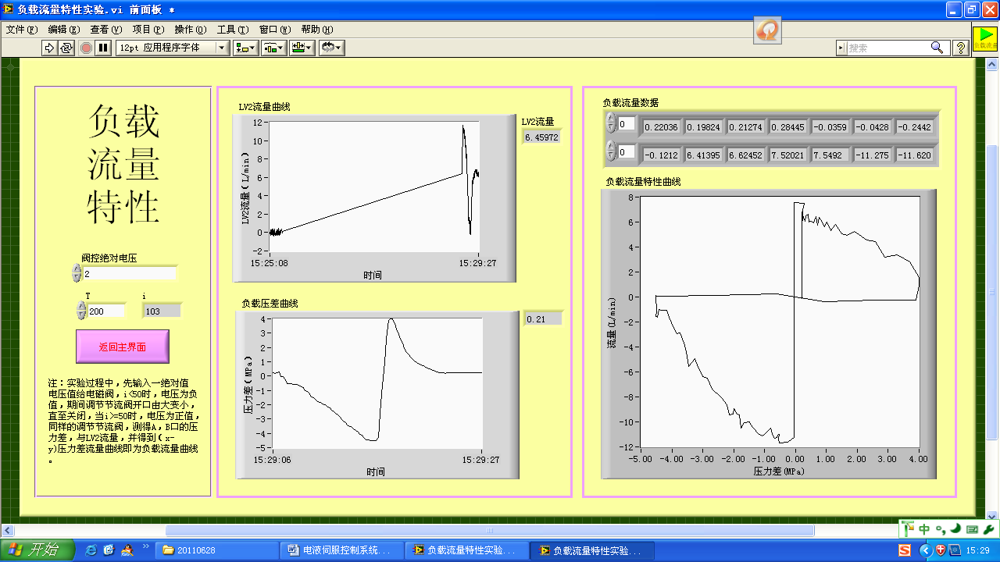 负载流量特性实验.vi 前面板 *
文件(F) 编辑(E) 查看(V) 项目(P) 操作(O) 工具(T) 窗口(W) 帮助(H)
12pt 应用程序字体
搜索
负载流量
负载
流量
特性
阀控绝对电压
2
T i
200 103
返回主界面
注:实验过程中,先输入一绝对值
电压值给电磁阀,i<50时,电压为负
值,期间调节节流阀开口由大变小,
直至关闭,当i>=50时,电压为正值,
同样的调节节流阀,测得A,B口的压
力差,与LV2流量,并得到(x-
y)压力差流量曲线即为负载流量曲线
。
LV2流量曲线
LV2流量
6.45972
LV2流量(L/min)
12
10
8
6
4
2
0
-2
15:25:08 15:29:27
时间
负载压差曲线
0.21
压力差(MPa)
4
3
2
1
0
-1
-2
-3
-4
-5
15:29:06 15:29:27
时间
负载流量数据
0 0.22036 0.19824 0.21274 0.28445 -0.0359 -0.0428 -0.2442
0 -0.1212 6.41395 6.62452 7.52021 7.5492 -11.275 -11.620
负载流量特性曲线
流量(L/min)
8
6
4
2
0
-2
-4
-6
-8
-10
-12
-5.00 -4.00 -3.00 -2.00 -1.00 0.00 1.00 2.00 3.00 4.00
压力差(MPa)
中
开始 20110628 电液伺服控制系统... 负载流量特性实验... 负载流量特性实验... 15:29